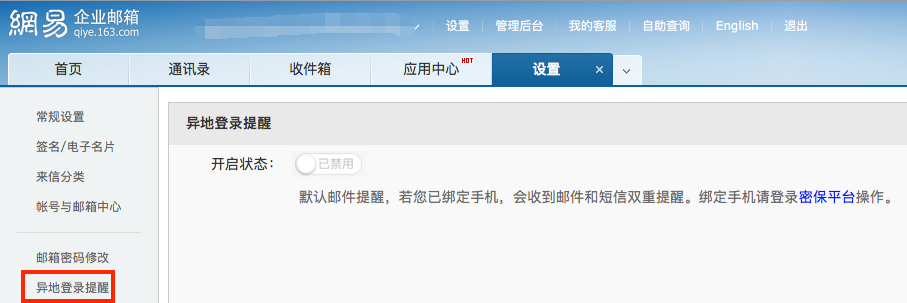 網易 企业邮箱
qiye.163.com
设置 管理后台 我的客服 自助查询 English 退出
首页 通讯录 收件箱 应用中心 HOT 设置 ×
常规设置
签名/电子名片
来信分类
帐号与邮箱中心
邮箱密码修改
异地登录提醒
异地登录提醒
开启状态： 已禁用
默认邮件提醒，若您已绑定手机，会收到邮件和短信双重提醒。绑定手机请登录密保平台操作。